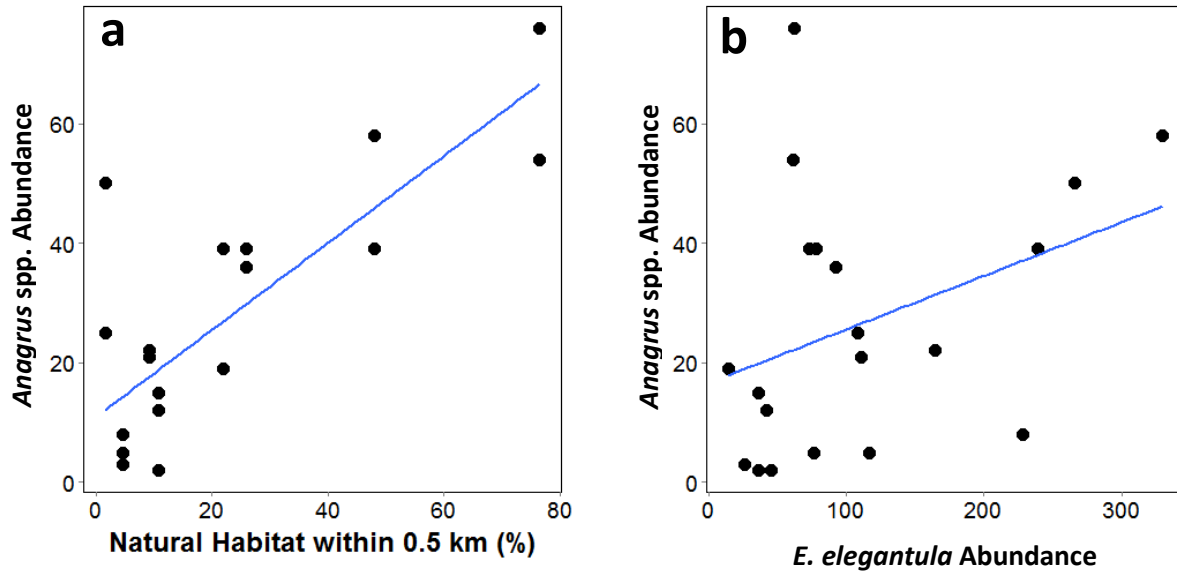 a
Anagrus spp. Abundance
60
40
20
0
0 20 40 60 80
Natural Habitat within 0.5 km (%)
b
Anagrus spp. Abundance
60
40
20
0
0 100 200 300
E. elegantula Abundance